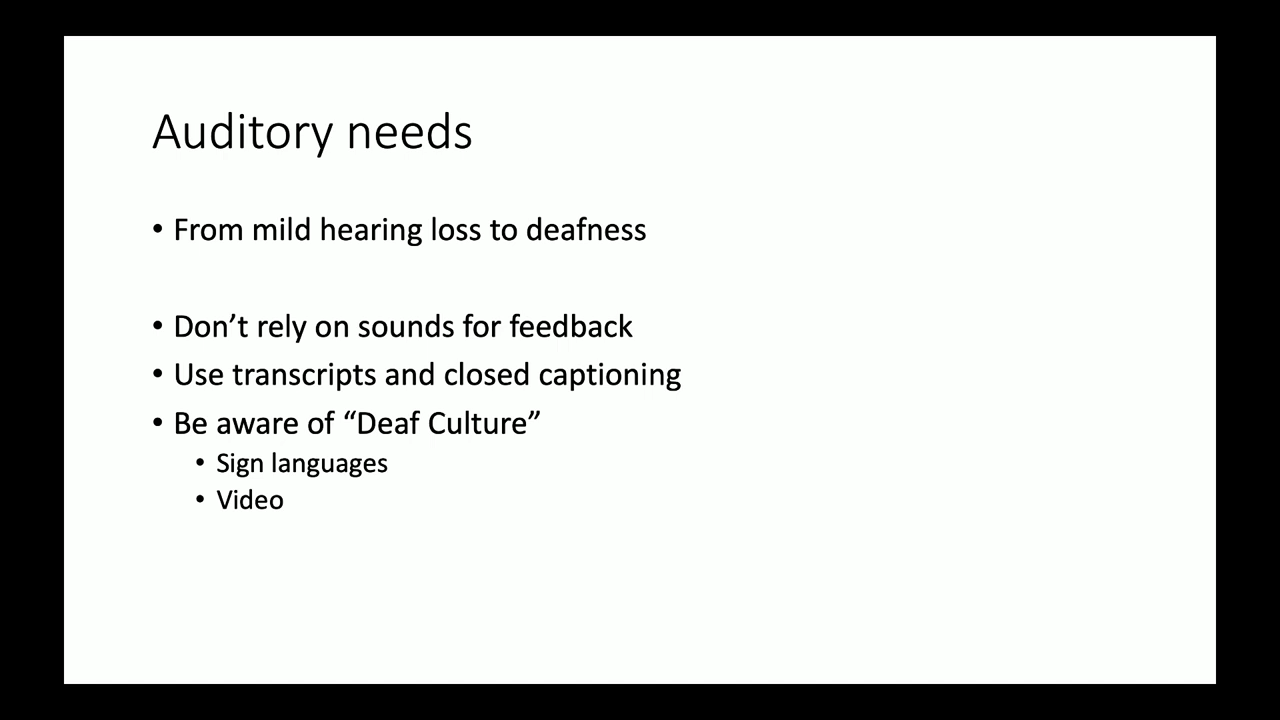 Auditory needs
• From mild hearing loss to deafness
• Don’t rely on sounds for feedback
• Use transcripts and closed captioning
• Be aware of “Deaf Culture”
• Sign languages
• Video